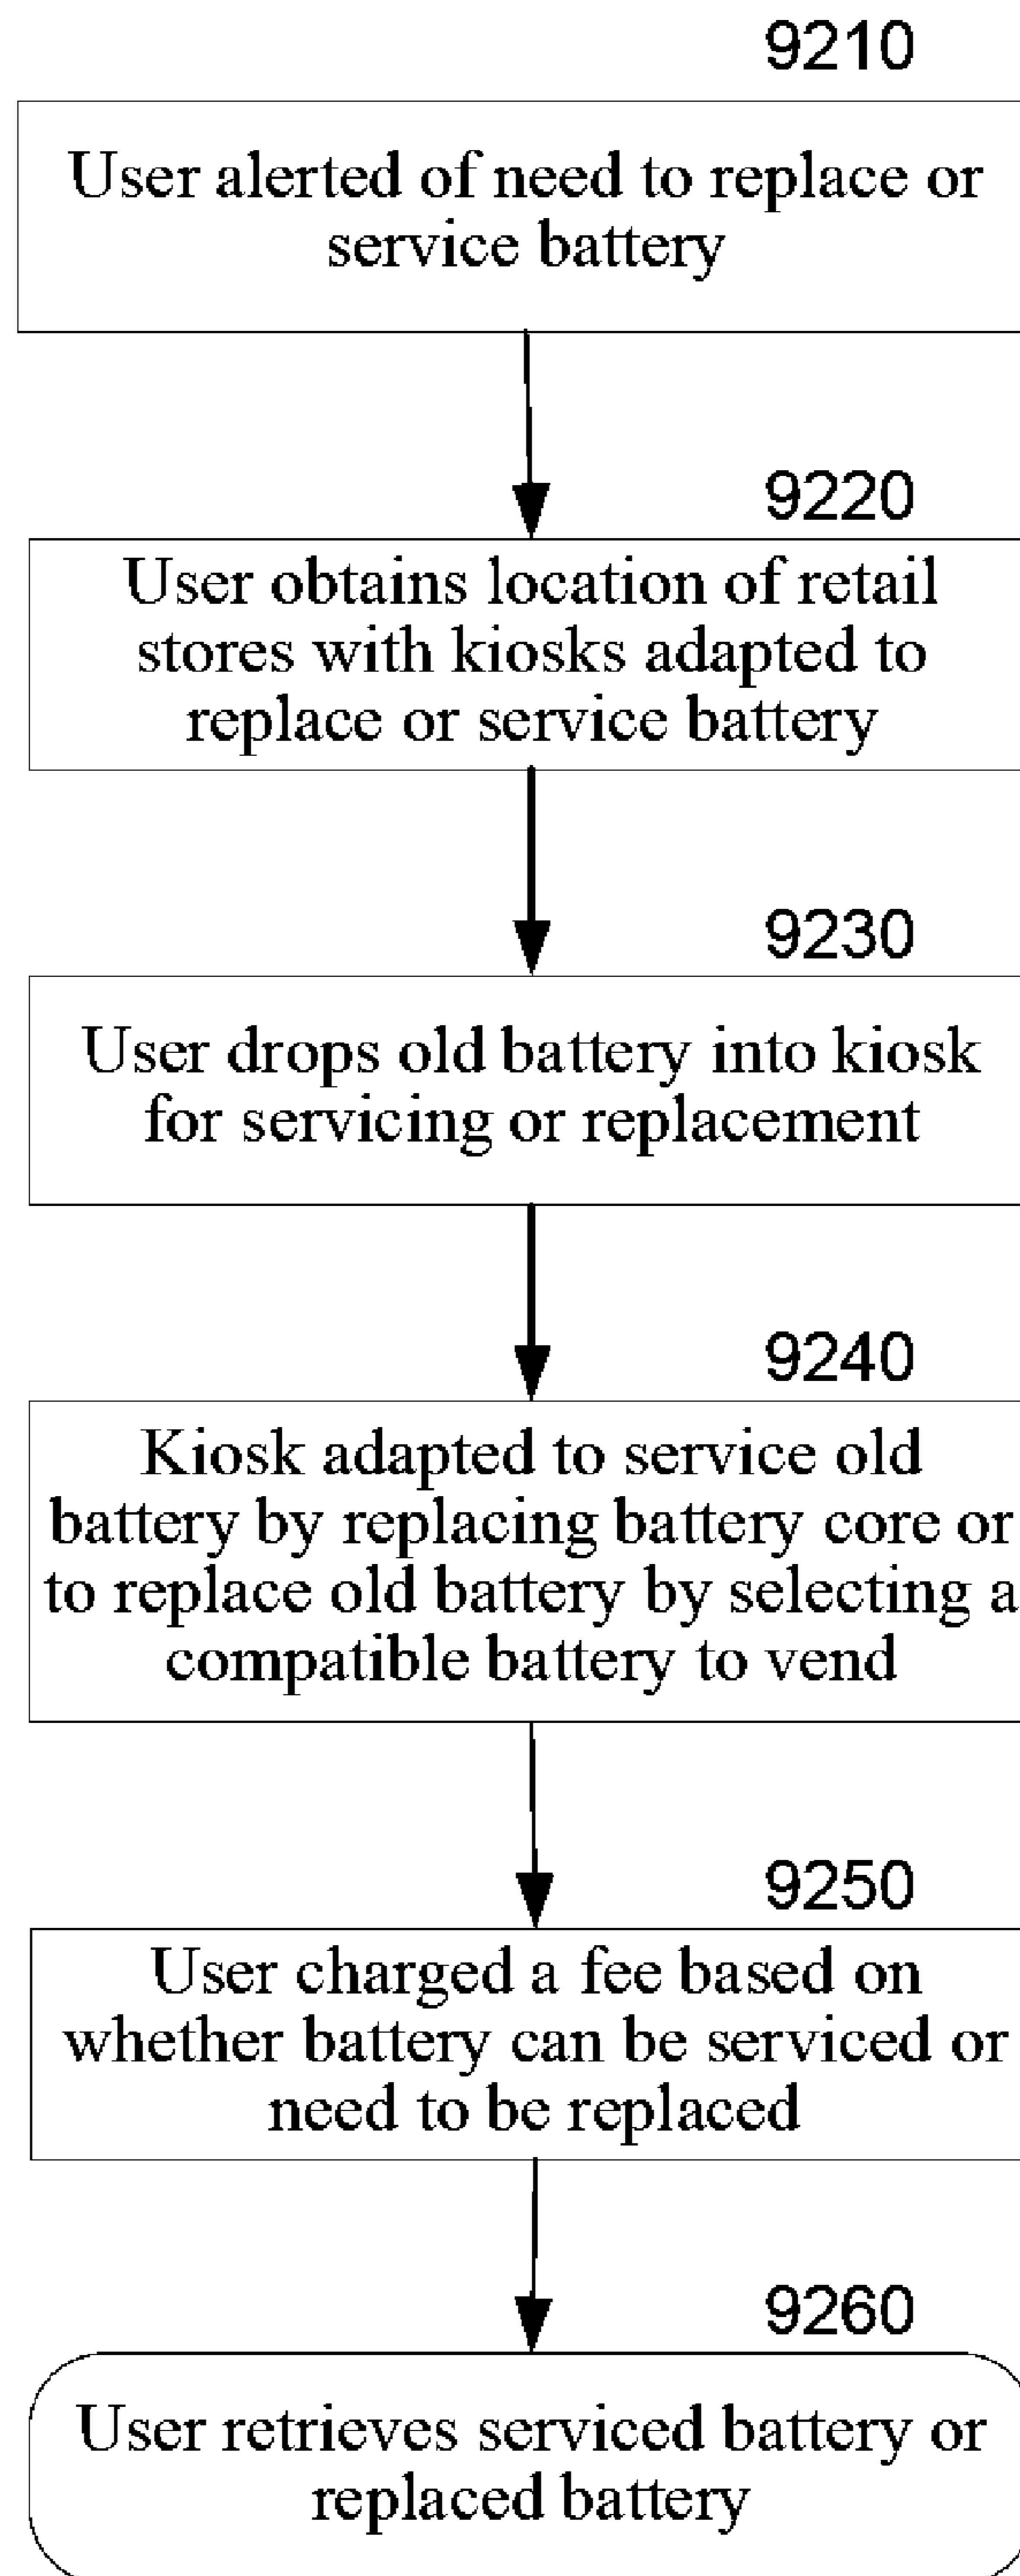 9210
User alerted of need to replace or
service battery
9220
User obtains location of retail
stores with kiosks adapted to
replace or service battery
9230
User drops old battery into kiosk
for servicing or replacement
9240
Kiosk adapted to service old
battery by replacing battery core or
to replace old battery by selecting a
compatible battery to vend
9250
User charged a fee based on
whether battery can be serviced or
need to be replaced
9260
User retrieves serviced battery or
replaced battery